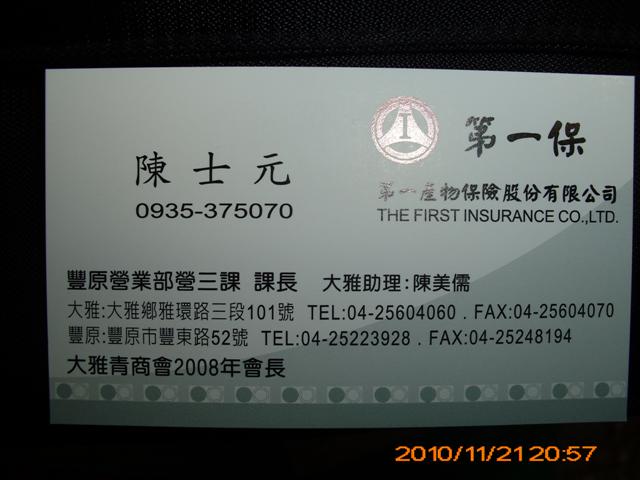 第一保
第一產物保險股份有限公司
THE FIRST INSURANCE CO.,LTD.
陳士元
0935-375070
豐原營業部營三課 課長 大雅助理:陳美儒
大雅:大雅鄉雅環路三段101號 TEL:04-25604060 . FAX:04-25604070
豐原:豐原市豐東路52號 TEL:04-25223928 . FAX:04-25248194
大雅青商會2008年會長
2010/11/21 20:57